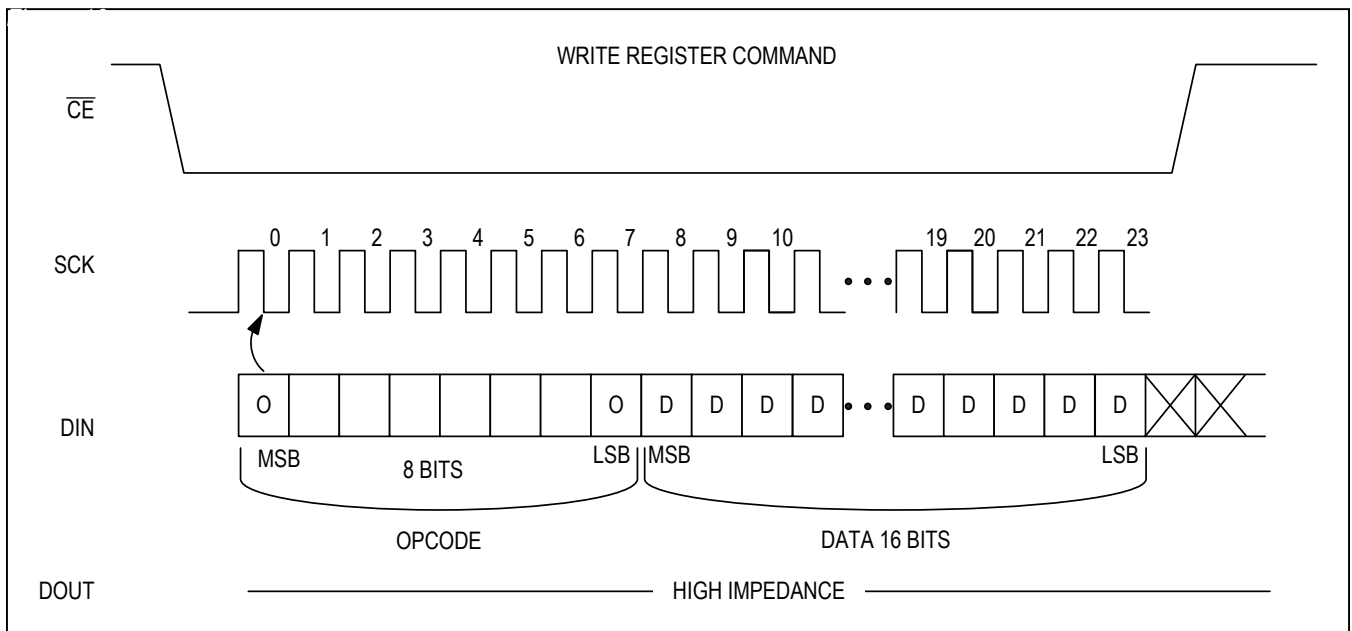 WRITE REGISTER COMMAND
CE
0 1 2 3 4 5 6 7 8 9 10 19 20 21 22 23
SCK
• • •
O O D D D D • • • D D D D D
DIN
MSB 8 BITS LSB MSB LSB
OPCODE DATA 16 BITS
DOUT HIGH IMPEDANCE